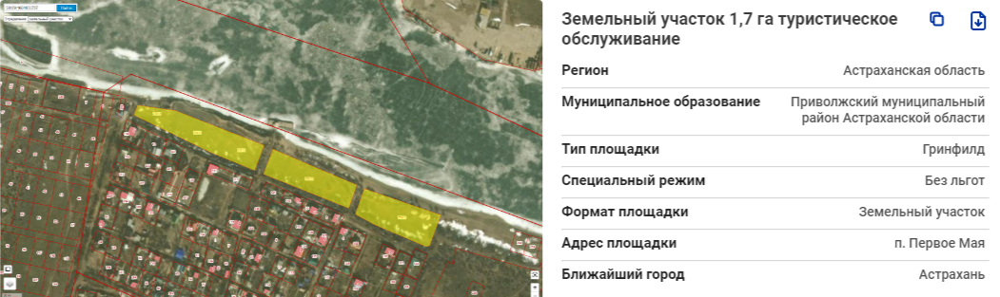 Найти
Земельный участок 1,7 га туристическое
обслуживание
Регион
Астраханская область
Муниципальное образование
Приволжский муниципальный
район Астраханской области
Тип площадки
Гринфилд
Специальный режим
Без льгот
Формат площадки
Земельный участок
Адрес площадки
п. Первое Мая
Ближайший город
Астрахань